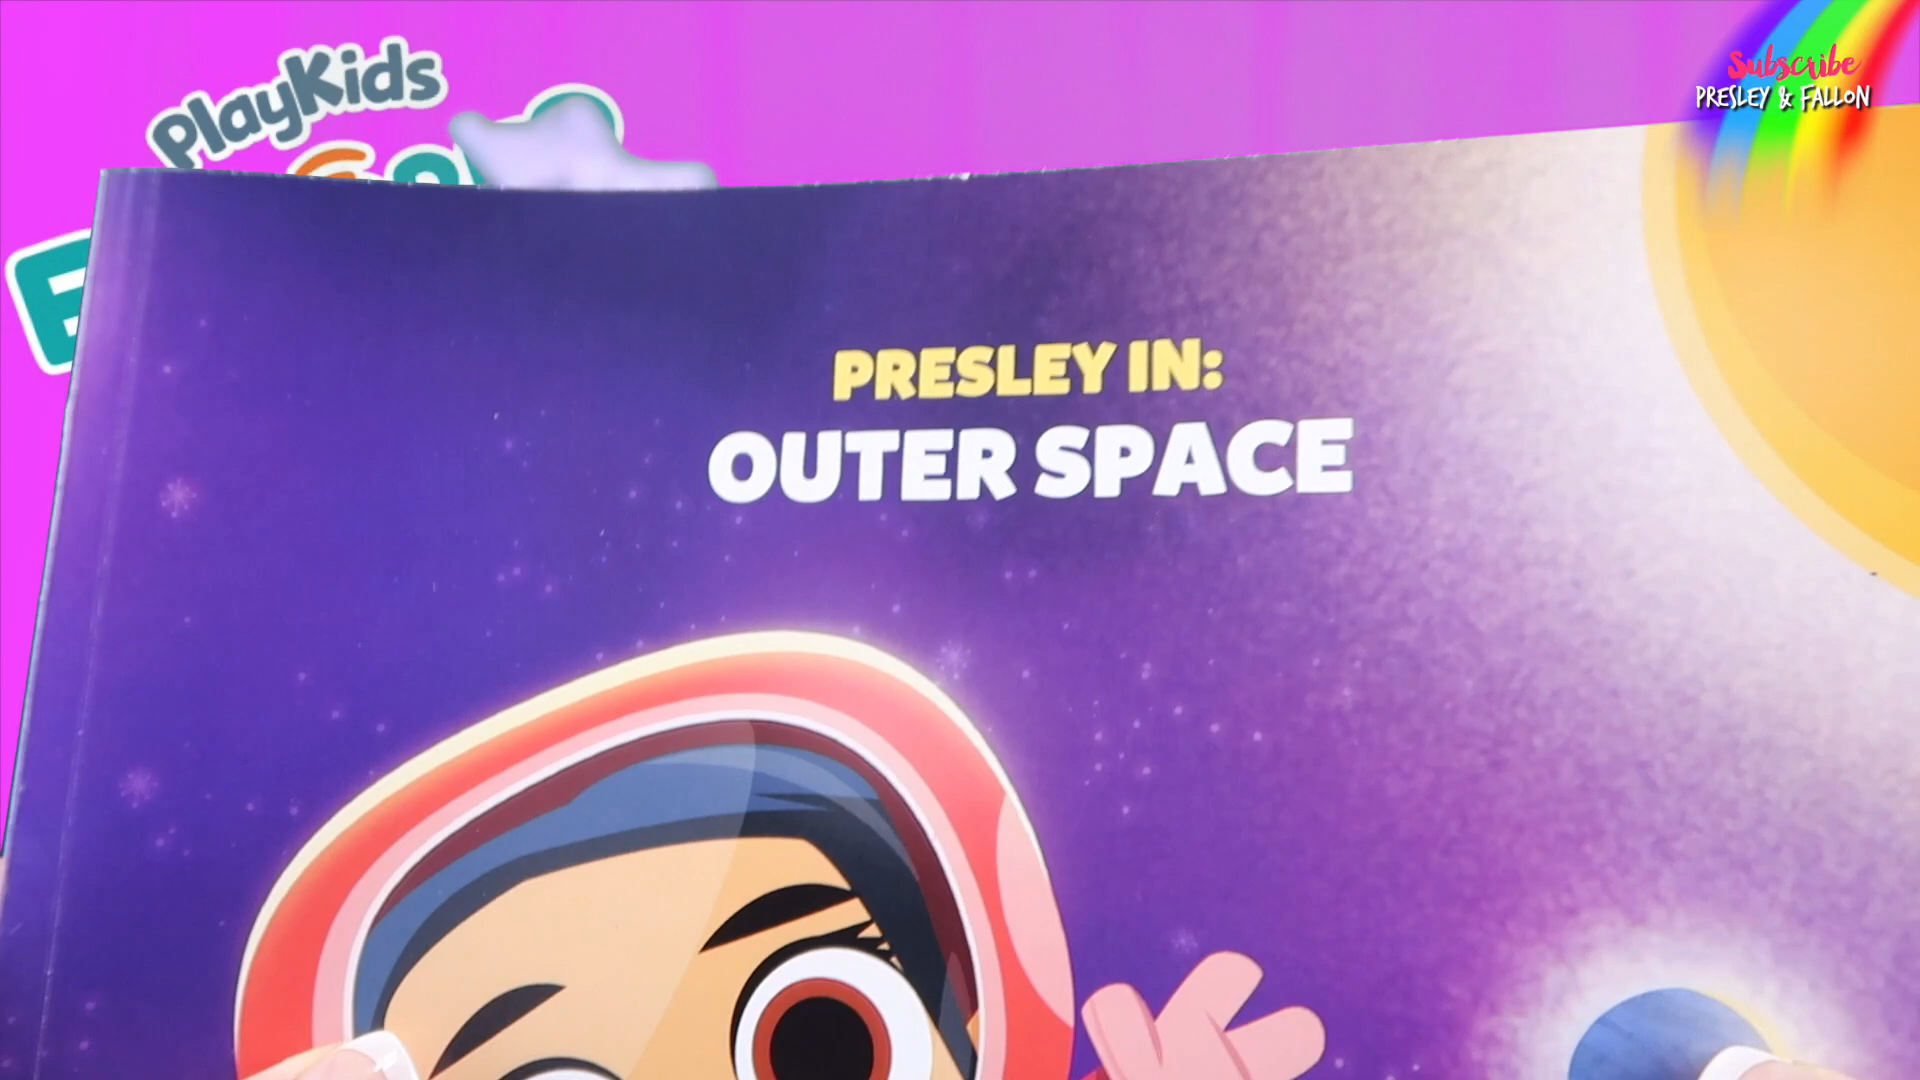 PlayKids
Subscribe
PRESLEY & FALLON
PRESLEY IN:
OUTER SPACE